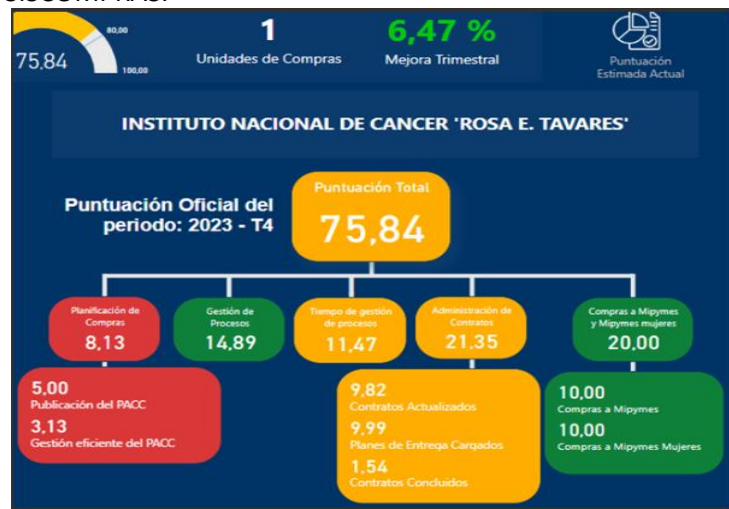 80,00
75,84
100,00
1
Unidades de Compras
6,47 %
Mejora Trimestral
Puntuación
Estimada Actual
INSTITUTO NACIONAL DE CANCER 'ROSA E. TAVARES'
Puntuación Oficial del
periodo: 2023 - T4
Puntuación Total
75,84
Planificación de
Compras
8,13
Gestión de
Procesos
14,89
Tiempo de gestión
de procesos
11,47
Administración de
Contratos
21,35
Compras a Mipymes
y Mipymes mujeres
20,00
5,00
Publicación del PACC
3,13
Gestión eficiente del PACC
9,82
Contratos Actualizados
9,99
Planes de Entrega Cargados
1,54
Contratos Concluidos
10,00
Compras a Mipymes
10,00
Compras a Mipymes Mujeres